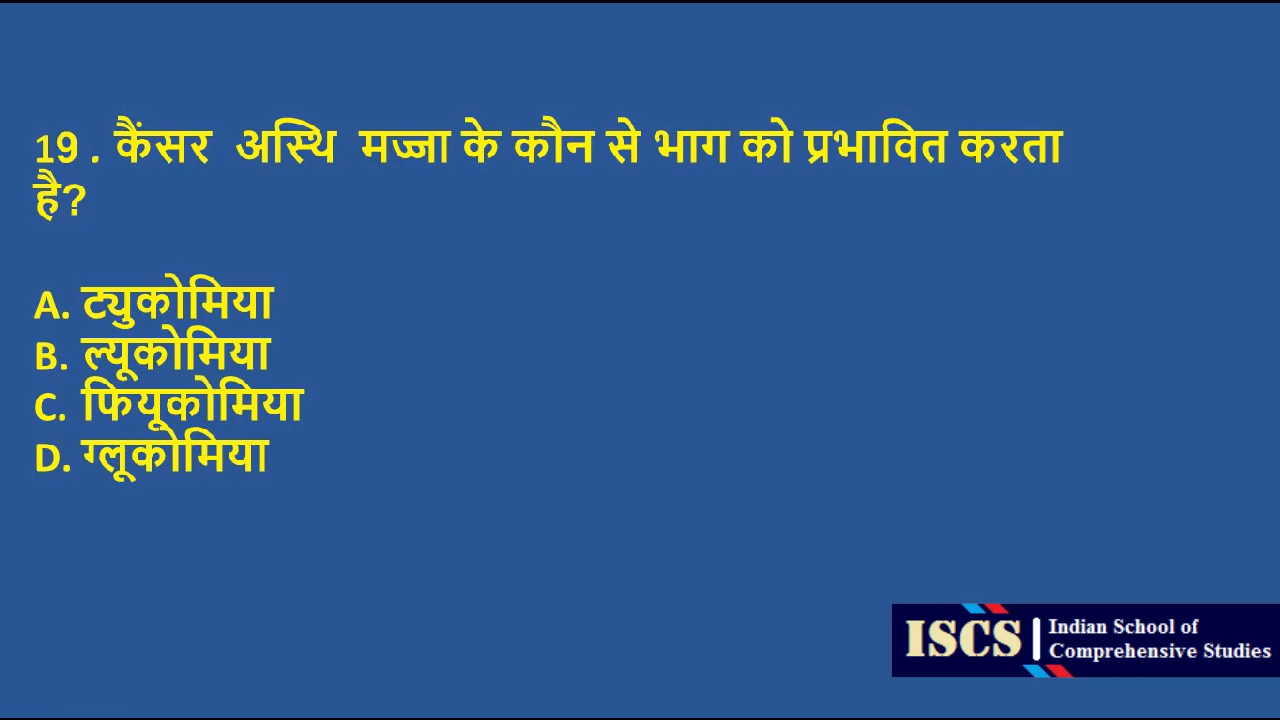 19 . कैंसर अस्थि मज्जा के कौन से भाग को प्रभावित करता
है?
A. ट्युकोमिया
B. ल्यूकोमिया
C. फियूकोमिया
D. ग्लूकोमिया
ISCS
Indian School of
Comprehensive Studies